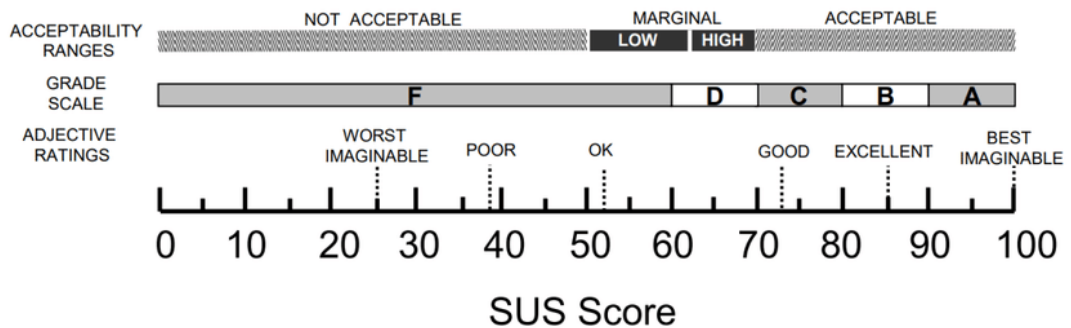 NOT ACCEPTABLE MARGINAL ACCEPTABLE
ACCEPTABILITY
RANGES
LOW HIGH
GRADE
SCALE
F D C B A
ADJECTIVE
RATINGS
WORST
IMAGINABLE
POOR
OK
GOOD
EXCELLENT
BEST
IMAGINABLE
0 10 20 30 40 50 60 70 80 90 100
SUS Score